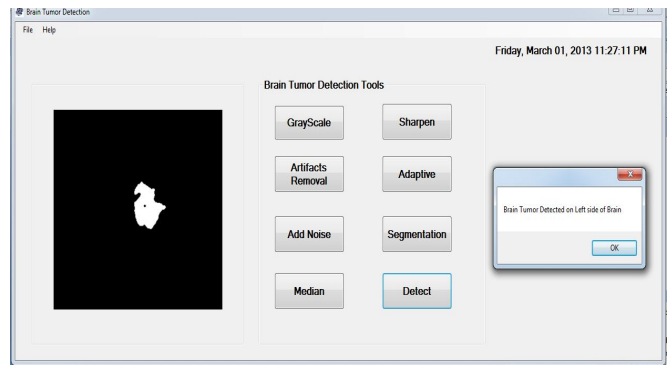 Brain Tumor Detection
File Help
Friday, March 01, 2013 11:27:11 PM
Brain Tumor Detection Tools
GrayScale
Sharpen
Artifacts
Removal
Adaptive
Brain Tumor Detected on Left side of Brain
OK
Add Noise
Segmentation
Median
Detect